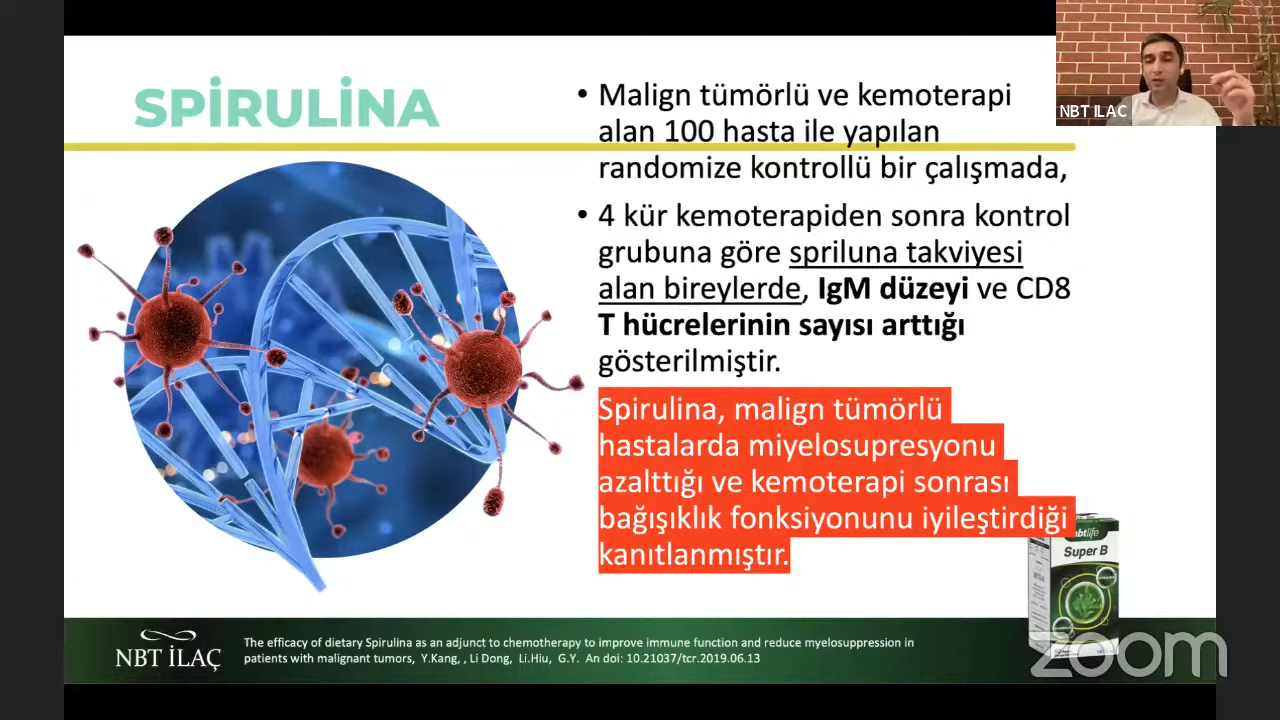 SPİRULİNA
• Malign tümörlü ve kemoterapi
alan 100 hasta ile yapılan
randomize kontrollü bir çalışmada,
• 4 kür kemoterapiden sonra kontrol
grubuna göre spriluna takviyesi
alan bireylerde, IgM düzeyi ve CD8
T hücrelerinin sayısı arttığı
gösterilmiştir.
Spirulina, malign tümörlü
hastalarda miyelosupresyonu
azalttığı ve kemoterapi sonrası
bağışıklık fonksiyonunu iyileştirdiği
kanıtlanmıştır.
NBT ILAC
nbtlife
Super B
NBT İLAÇ
The efficacy of dietary Spirulina as an adjunct to chemotherapy to improve immune function and reduce myelosuppression in
patients with malignant tumors, Y.Kang, , Li Dong, Li.Hiu, G.Y. An doi: 10.21037/tcr.2019.06.13
zoom